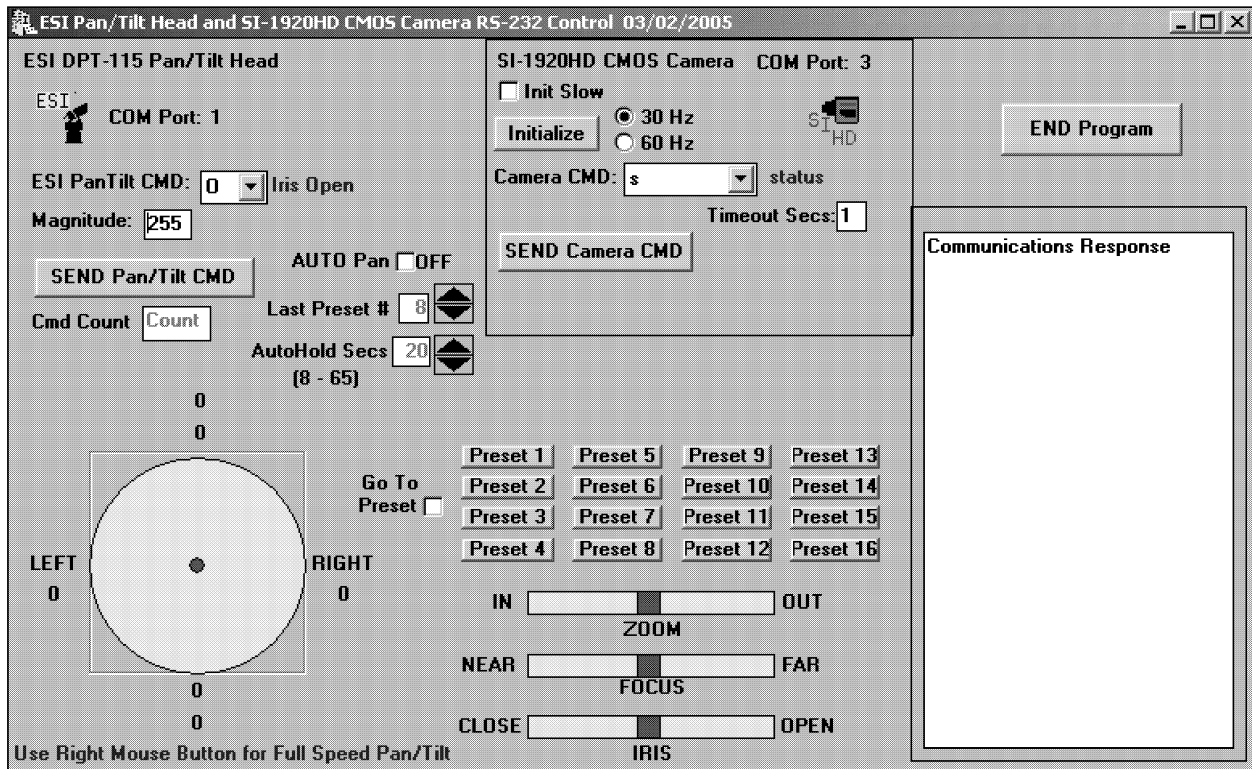 ESI Pan/Tilt Head and SI-1920HD CMOS Camera RS-232 Control 03/02/2005
ESI DPT-115 Pan/Tilt Head
ESI
COM Port: 1
ESI PanTilt CMD: O Iris Open
Magnitude: 255
SEND Pan/Tilt CMD
Cmd Count Count
AUTO Pan OFF
Last Preset # 8
AutoHold Secs 20
(8 - 65)
SI-1920HD CMOS Camera COM Port: 3
Init Slow
Initialize
30 Hz
60 Hz
SI HD
Camera CMD: s status
Timeout Secs: 1
SEND Camera CMD
END Program
Communications Response
0
0
LEFT
0
RIGHT
0
0
0
Use Right Mouse Button for Full Speed Pan/Tilt
Go To
Preset
Preset 1 Preset 5 Preset 9 Preset 13
Preset 2 Preset 6 Preset 10 Preset 14
Preset 3 Preset 7 Preset 11 Preset 15
Preset 4 Preset 8 Preset 12 Preset 16
IN OUT
ZOOM
NEAR FAR
FOCUS
CLOSE OPEN
IRIS